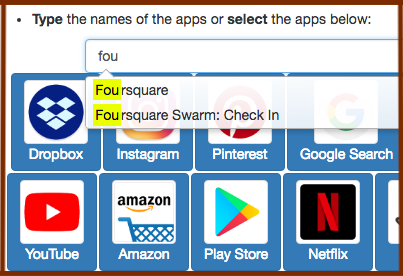 • Type the names of the apps or select the apps below:
fou
Foursquare
Foursquare Swarm: Check In
Dropbox Instagram Pinterest Google Search
amazon
YouTube Amazon Play Store Netflix